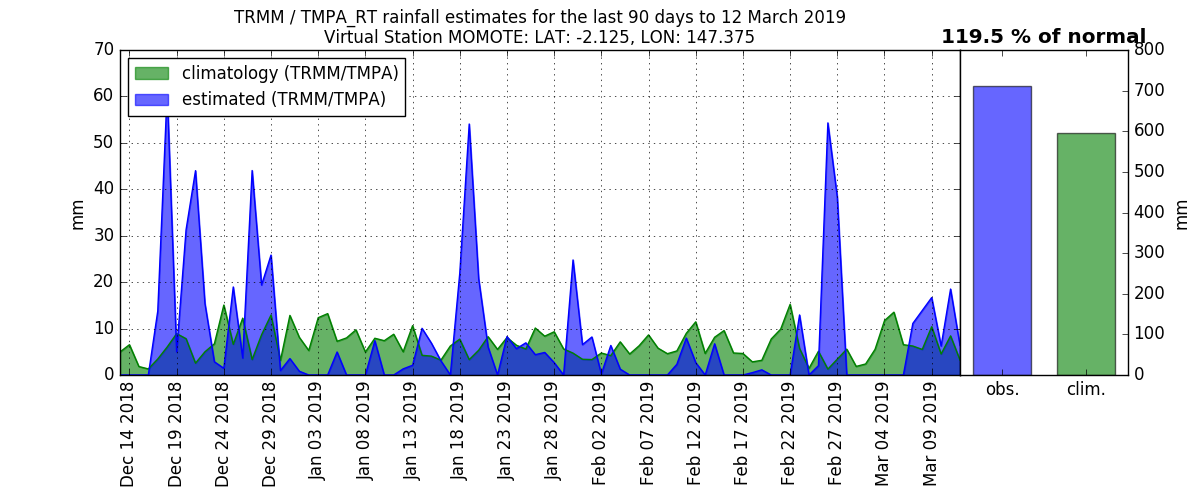 TRMM / TMPA_RT rainfall estimates for the last 90 days to 12 March 2019
Virtual Station MOMOTE: LAT: -2.125, LON: 147.375
119.5 % of normal
climatology (TRMM/TMPA)
estimated (TRMM/TMPA)
mm
70
60
50
40
30
20
10
0
Dec 14 2018
Dec 19 2018
Dec 24 2018
Dec 29 2018
Jan 03 2019
Jan 08 2019
Jan 13 2019
Jan 18 2019
Jan 23 2019
Jan 28 2019
Feb 02 2019
Feb 07 2019
Feb 12 2019
Feb 17 2019
Feb 22 2019
Feb 27 2019
Mar 04 2019
Mar 09 2019
obs.
clim.
800
700
600
500
400
300
200
100
0
mm